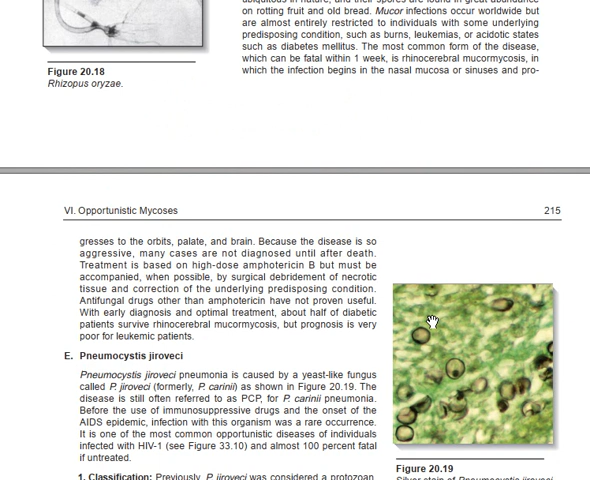 on rotting fruit and old bread. Mucor infections occur worldwide but
are almost entirely restricted to individuals with some underlying
predisposing condition, such as burns, leukemias, or acidotic states
such as diabetes mellitus. The most common form of the disease,
which can be fatal within 1 week, is rhinocerebral mucormycosis, in
which the infection begins in the nasal mucosa or sinuses and pro-
Figure 20.18
Rhizopus oryzae.
VI. Opportunistic Mycoses 215
gresses to the orbits, palate, and brain. Because the disease is so
aggressive, many cases are not diagnosed until after death.
Treatment is based on high-dose amphotericin B but must be
accompanied, when possible, by surgical debridement of necrotic
tissue and correction of the underlying predisposing condition.
Antifungal drugs other than amphotericin have not proven useful.
With early diagnosis and optimal treatment, about half of diabetic
patients survive rhinocerebral mucormycosis, but prognosis is very
poor for leukemic patients.
E. Pneumocystis jiroveci
Pneumocystis jiroveci pneumonia is caused by a yeast-like fungus
called P. jiroveci (formerly, P. carinii) as shown in Figure 20.19. The
disease is still often referred to as PCP, for P. carinii pneumonia.
Before the use of immunosuppressive drugs and the onset of the
AIDS epidemic, infection with this organism was a rare occurrence.
It is one of the most common opportunistic diseases of individuals
infected with HIV-1 (see Figure 33.10) and almost 100 percent fatal
if untreated.
1. Classification: Previously, P. jiroveci was considered a protozoan,
Figure 20.19
Silver stain of Pneumocystis jiroveci